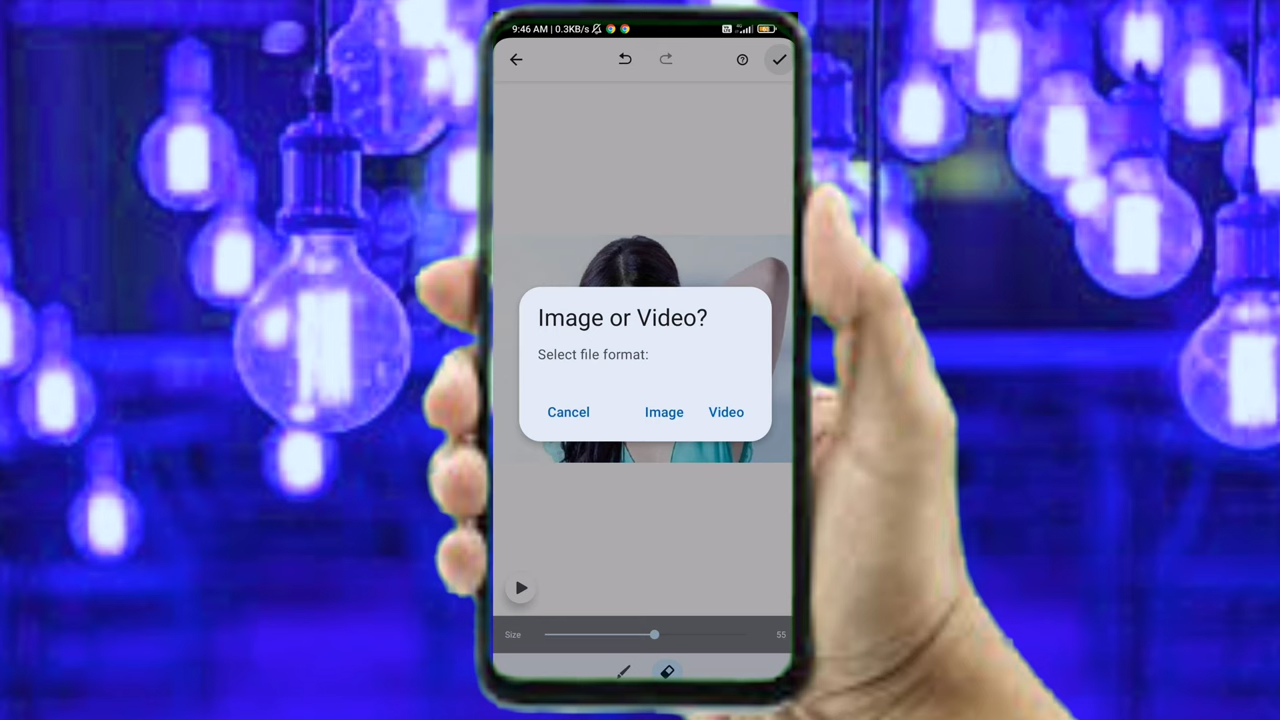 9:46 AM | 0.3KB/s
Image or Video?
Select file format:
Cancel Image Video
Size 55